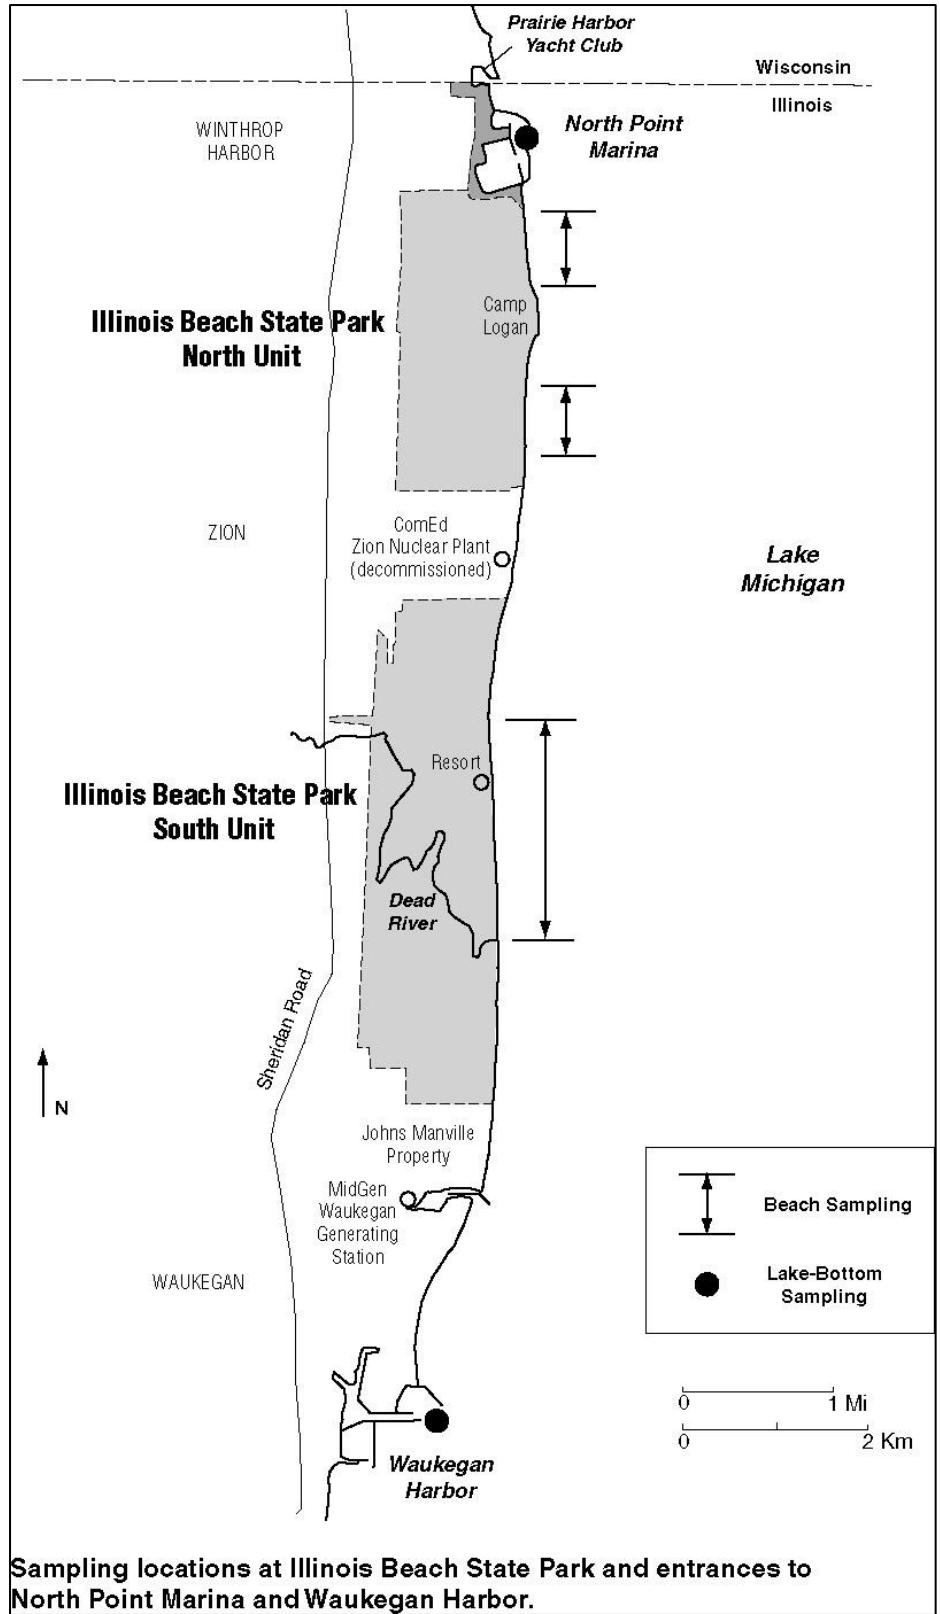 Prairie Harbor
Yacht Club
Wisconsin
Illinois
WINTHROP
HARBOR
North Point
Marina
Camp
Logan
Illinois Beach State Park
North Unit
ComEd
Zion Nuclear Plant
(decommissioned)
ZION
Lake
Michigan
Resort
Illinois Beach State Park
South Unit
Dead
River
Sheridan Road
N
Johns Manville
Property
MidGen
Waukegan
Generating
Station
WAUKEGAN
Beach Sampling
Lake-Bottom
Sampling
0 1 Mi
0 2 Km
Waukegan
Harbor
Sampling locations at Illinois Beach State Park and entrances to
North Point Marina and Waukegan Harbor.